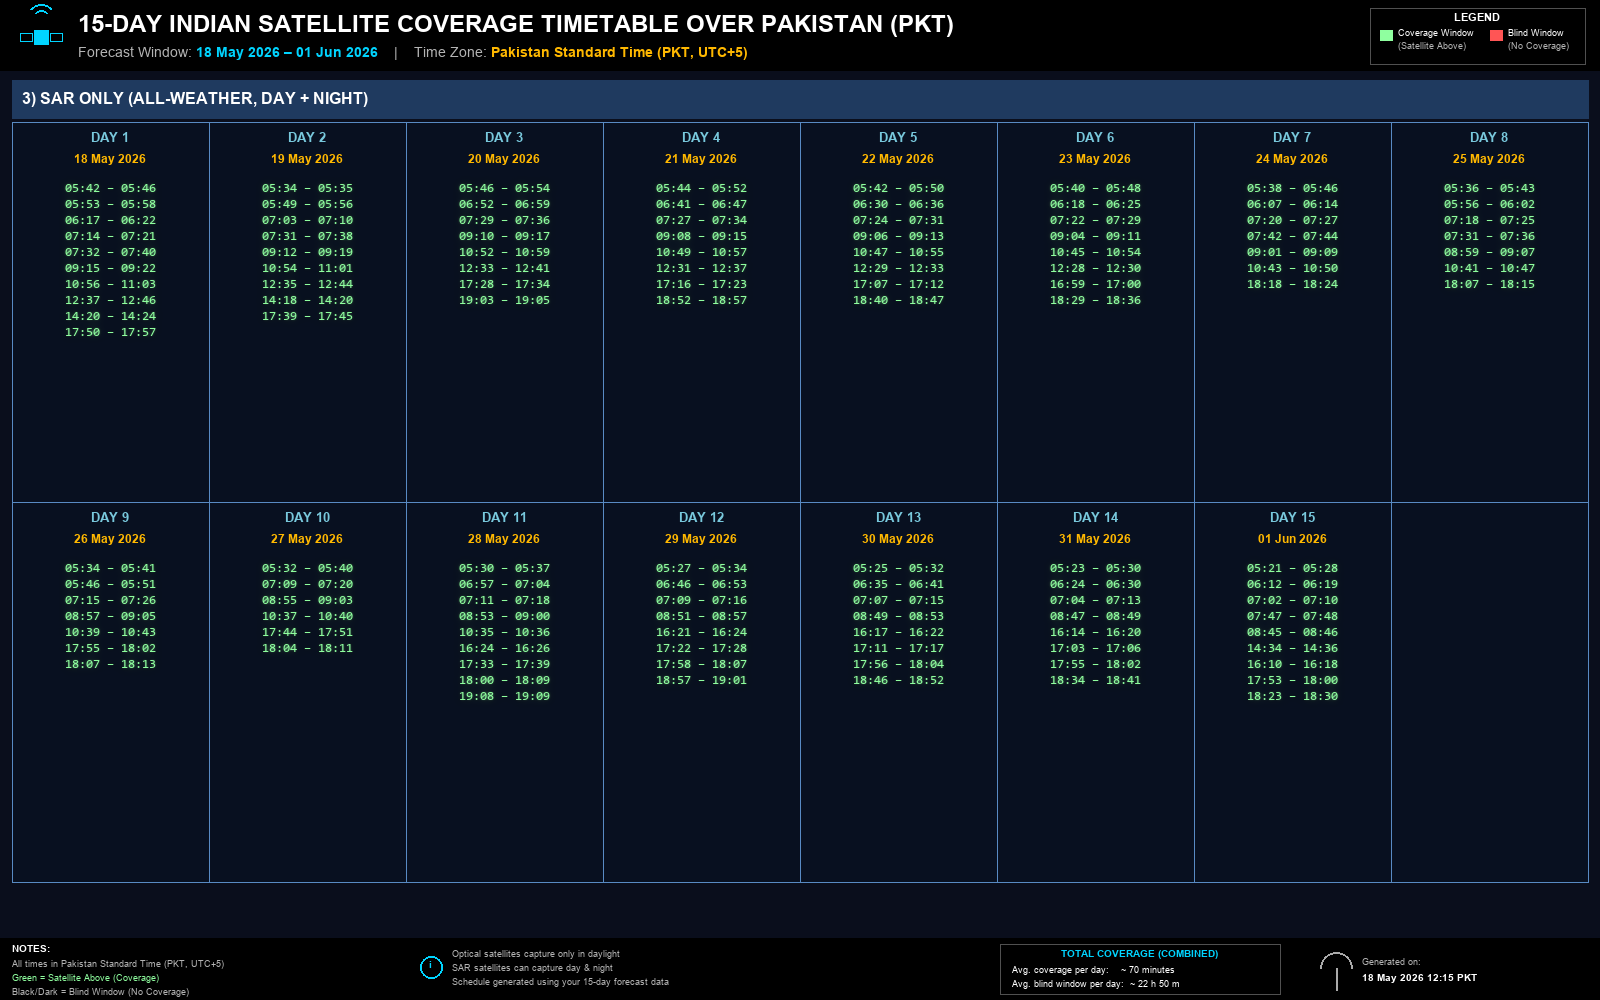 15-DAY INDIAN SATELLITE COVERAGE TIMETABLE OVER PAKISTAN (PKT)
Forecast Window: 18 May 2026 – 01 Jun 2026 | Time Zone: Pakistan Standard Time (PKT, UTC+5)
LEGEND
Coverage Window
(Satellite Above)
Blind Window
(No Coverage)
3) SAR ONLY (ALL-WEATHER, DAY + NIGHT)
DAY 1
18 May 2026
05:42 – 05:46
05:53 – 05:58
06:17 – 06:22
07:14 – 07:21
07:32 – 07:40
09:15 – 09:22
10:56 – 11:03
12:37 – 12:46
14:20 – 14:24
17:50 – 17:57
DAY 2
19 May 2026
05:34 – 05:35
05:49 – 05:56
07:03 – 07:10
07:31 – 07:38
09:12 – 09:19
10:54 – 11:01
12:35 – 12:44
14:18 – 14:20
17:39 – 17:45
DAY 3
20 May 2026
05:46 – 05:54
06:52 – 06:59
07:29 – 07:36
09:10 – 09:17
10:52 – 10:59
12:33 – 12:41
17:28 – 17:34
19:03 – 19:05
DAY 4
21 May 2026
05:44 – 05:52
06:41 – 06:47
07:27 – 07:34
09:08 – 09:15
10:49 – 10:57
12:31 – 12:37
17:16 – 17:23
18:52 – 18:57
DAY 5
22 May 2026
05:42 – 05:50
06:30 – 06:36
07:24 – 07:31
09:06 – 09:13
10:47 – 10:55
12:29 – 12:33
17:07 – 17:12
18:40 – 18:47
DAY 6
23 May 2026
05:40 – 05:48
06:18 – 06:25
07:22 – 07:29
09:04 – 09:11
10:45 – 10:54
12:28 – 12:30
16:59 – 17:00
18:29 – 18:36
DAY 7
24 May 2026
05:38 – 05:46
06:07 – 06:14
07:20 – 07:27
07:42 – 07:44
09:01 – 09:09
10:43 – 10:50
18:18 – 18:24
DAY 8
25 May 2026
05:36 – 05:43
05:56 – 06:02
07:18 – 07:25
07:31 – 07:36
08:59 – 09:07
10:41 – 10:47
18:07 – 18:15
DAY 9
26 May 2026
05:34 – 05:41
05:46 – 05:51
07:15 – 07:26
08:57 – 09:05
10:39 – 10:43
17:55 – 18:02
18:07 – 18:13
DAY 10
27 May 2026
05:32 – 05:40
07:09 – 07:20
08:55 – 09:03
10:37 – 10:40
17:44 – 17:51
18:04 – 18:11
DAY 11
28 May 2026
05:30 – 05:37
06:57 – 07:04
07:11 – 07:18
08:53 – 09:00
10:35 – 10:36
16:24 – 16:26
17:33 – 17:39
18:00 – 18:09
19:08 – 19:09
DAY 12
29 May 2026
05:27 – 05:34
06:46 – 06:53
07:09 – 07:16
08:51 – 08:57
16:21 – 16:24
17:22 – 17:28
17:58 – 18:07
18:57 – 19:01
DAY 13
30 May 2026
05:25 – 05:32
06:35 – 06:41
07:07 – 07:15
08:49 – 08:53
16:17 – 16:22
17:11 – 17:17
17:56 – 18:04
18:46 – 18:52
DAY 14
31 May 2026
05:23 – 05:30
06:24 – 06:30
07:04 – 07:13
08:47 – 08:49
16:14 – 16:20
17:03 – 17:06
17:55 – 18:02
18:34 – 18:41
DAY 15
01 Jun 2026
05:21 – 05:28
06:12 – 06:19
07:02 – 07:10
07:47 – 07:48
08:45 – 08:46
14:34 – 14:36
16:10 – 16:18
17:53 – 18:00
18:23 – 18:30
NOTES:
All times in Pakistan Standard Time (PKT, UTC+5)
Green = Satellite Above (Coverage)
Black/Dark = Blind Window (No Coverage)
i
Optical satellites capture only in daylight
SAR satellites can capture day & night
Schedule generated using your 15-day forecast data
TOTAL COVERAGE (COMBINED)
Avg. coverage per day: ~ 70 minutes
Avg. blind window per day: ~ 22 h 50 m
Generated on:
18 May 2026 12:15 PKT